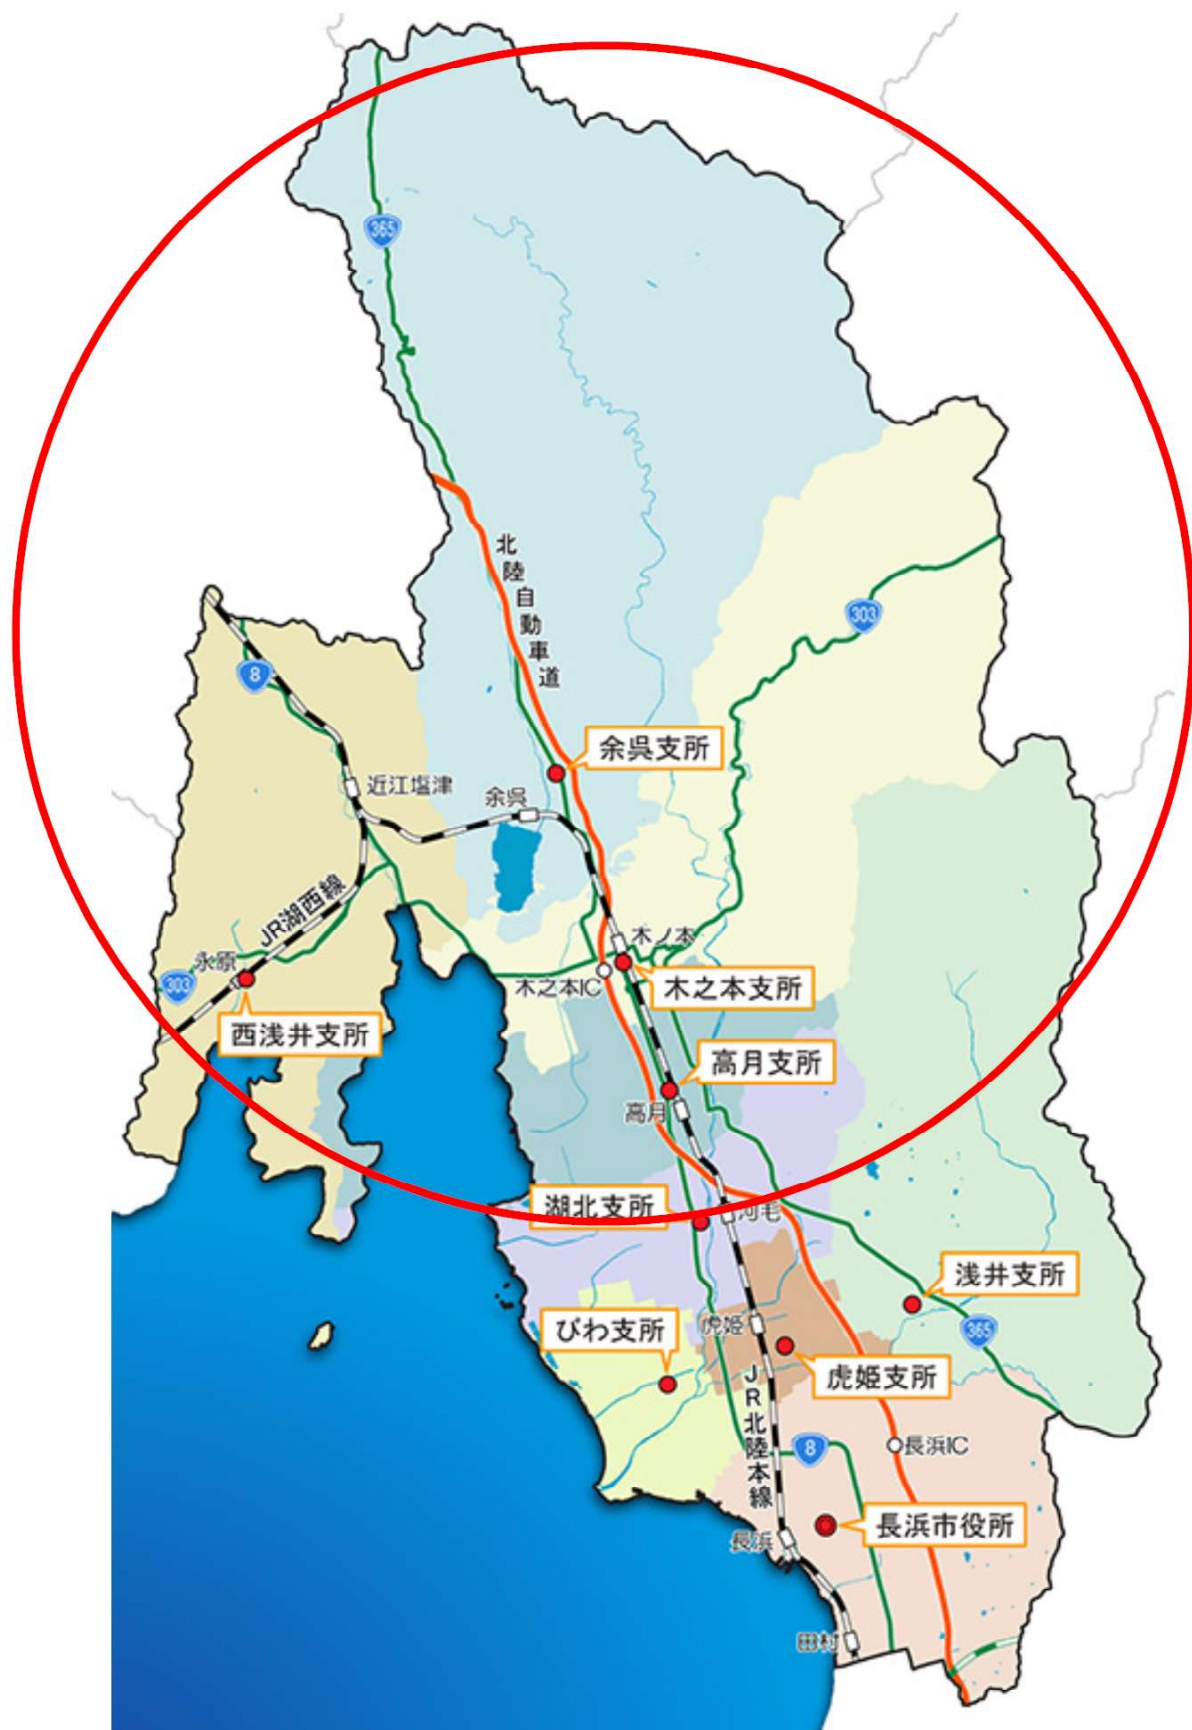 365
北陸自動車道
303
8
余呉支所
近江塩津
余呉
JR湖西線
木ノ本
永原
303
木之本IC
木之本支所
西浅井支所
高月支所
高月
湖北支所
河毛
浅井支所
びわ支所
虎姫
365
虎姫支所
JR北陸本線
8
長浜IC
長浜市役所
長浜
田村